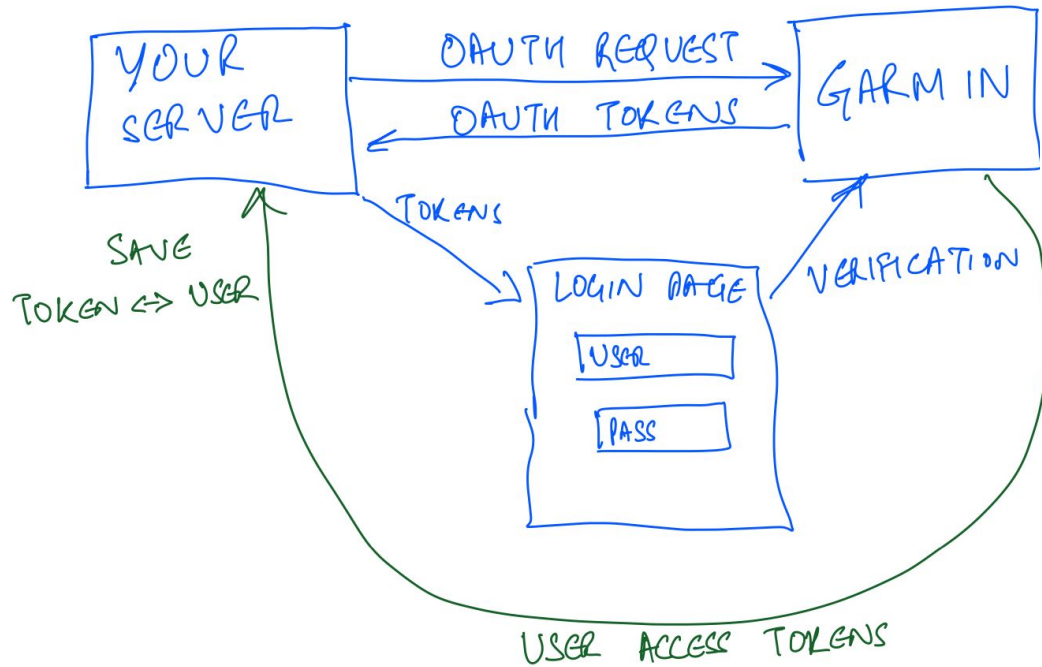 YOUR
SERVER
OAUTH REQUEST
OAUTH TOKENS
GARMIN
TOKENS
SAVE
TOKEN <=> USER
LOGIN PAGE
USER
PASS
VERIFICATION
USER ACCESS TOKENS